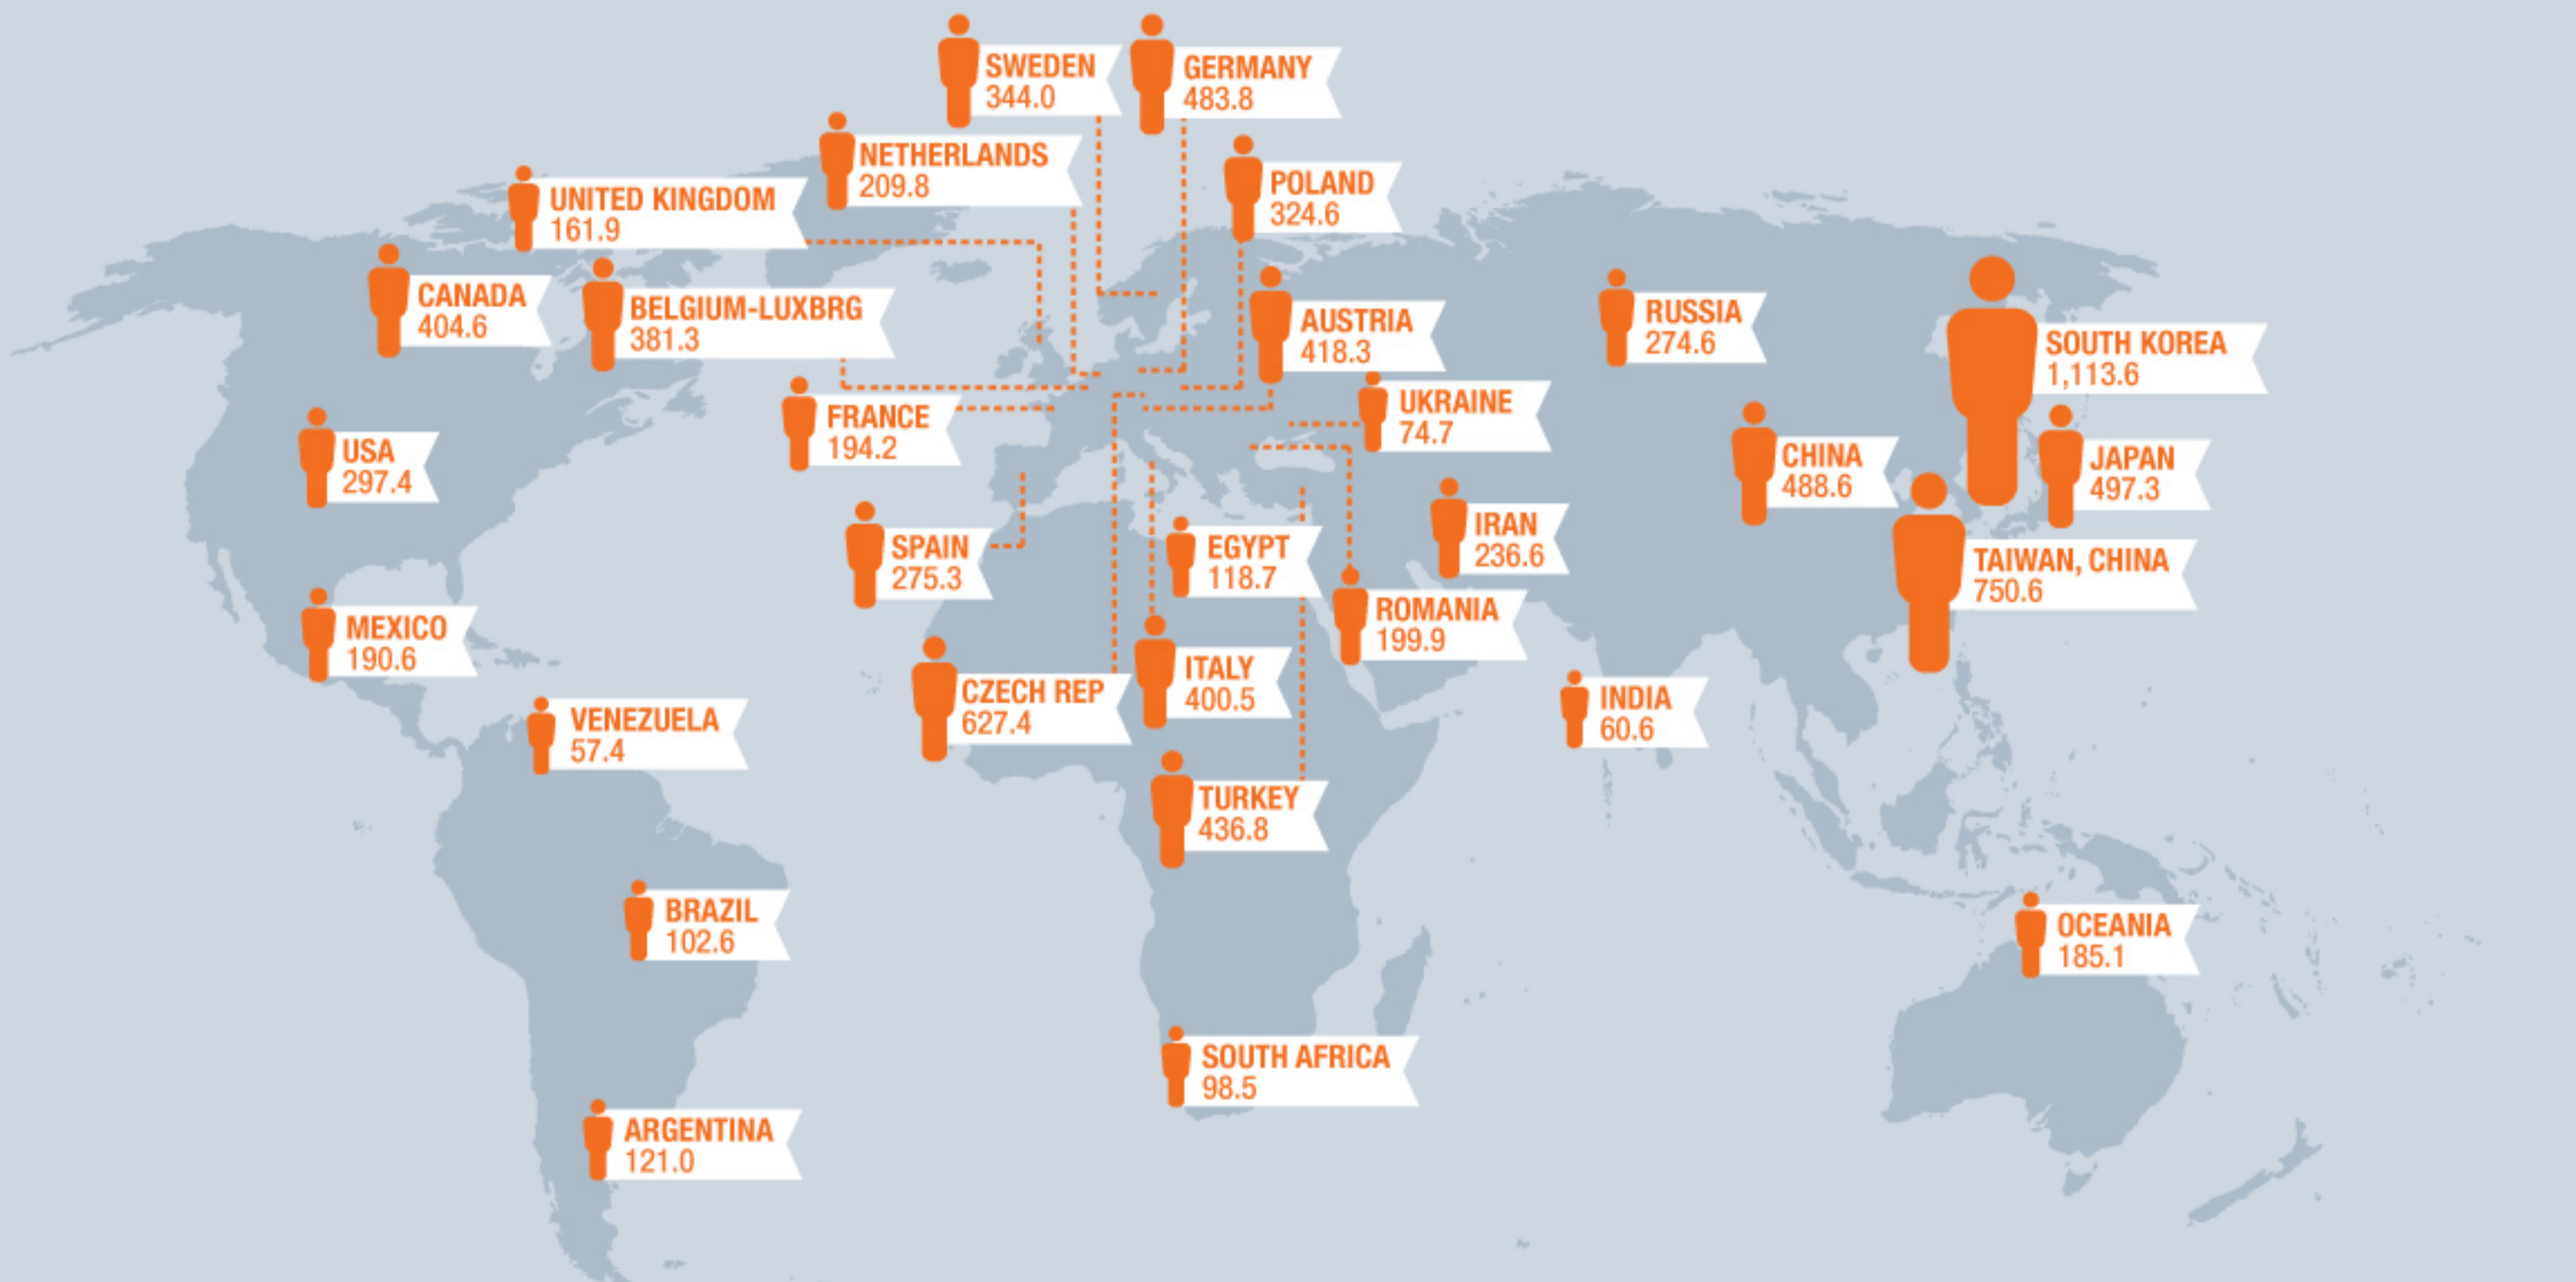 SWEDEN
344.0
GERMANY
483.8
NETHERLANDS
209.8
POLAND
324.6
UNITED KINGDOM
161.9
CANADA
404.6
BELGIUM-LUXBRG
381.3
AUSTRIA
418.3
RUSSIA
274.6
SOUTH KOREA
1,113.6
FRANCE
194.2
UKRAINE
74.7
USA
297.4
CHINA
488.6
JAPAN
497.3
SPAIN
275.3
EGYPT
118.7
IRAN
236.6
TAIWAN, CHINA
750.6
MEXICO
190.6
ROMANIA
199.9
CZECH REP
627.4
ITALY
400.5
INDIA
60.6
VENEZUELA
57.4
TURKEY
436.8
BRAZIL
102.6
OCEANIA
185.1
SOUTH AFRICA
98.5
ARGENTINA
121.0